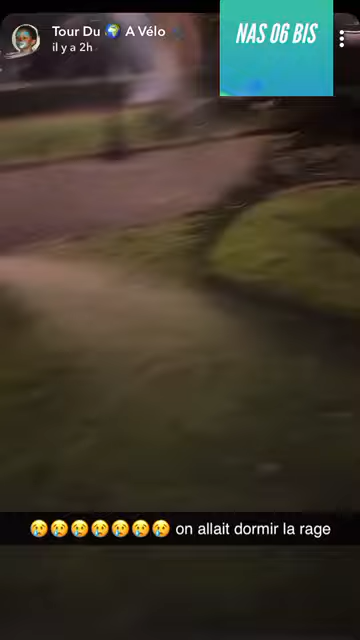 Tour Du 🌍 A Vélo
il y a 2h
NAS 06 BIS
😢😢😢😢😢😢😢 on allait dormir la rage